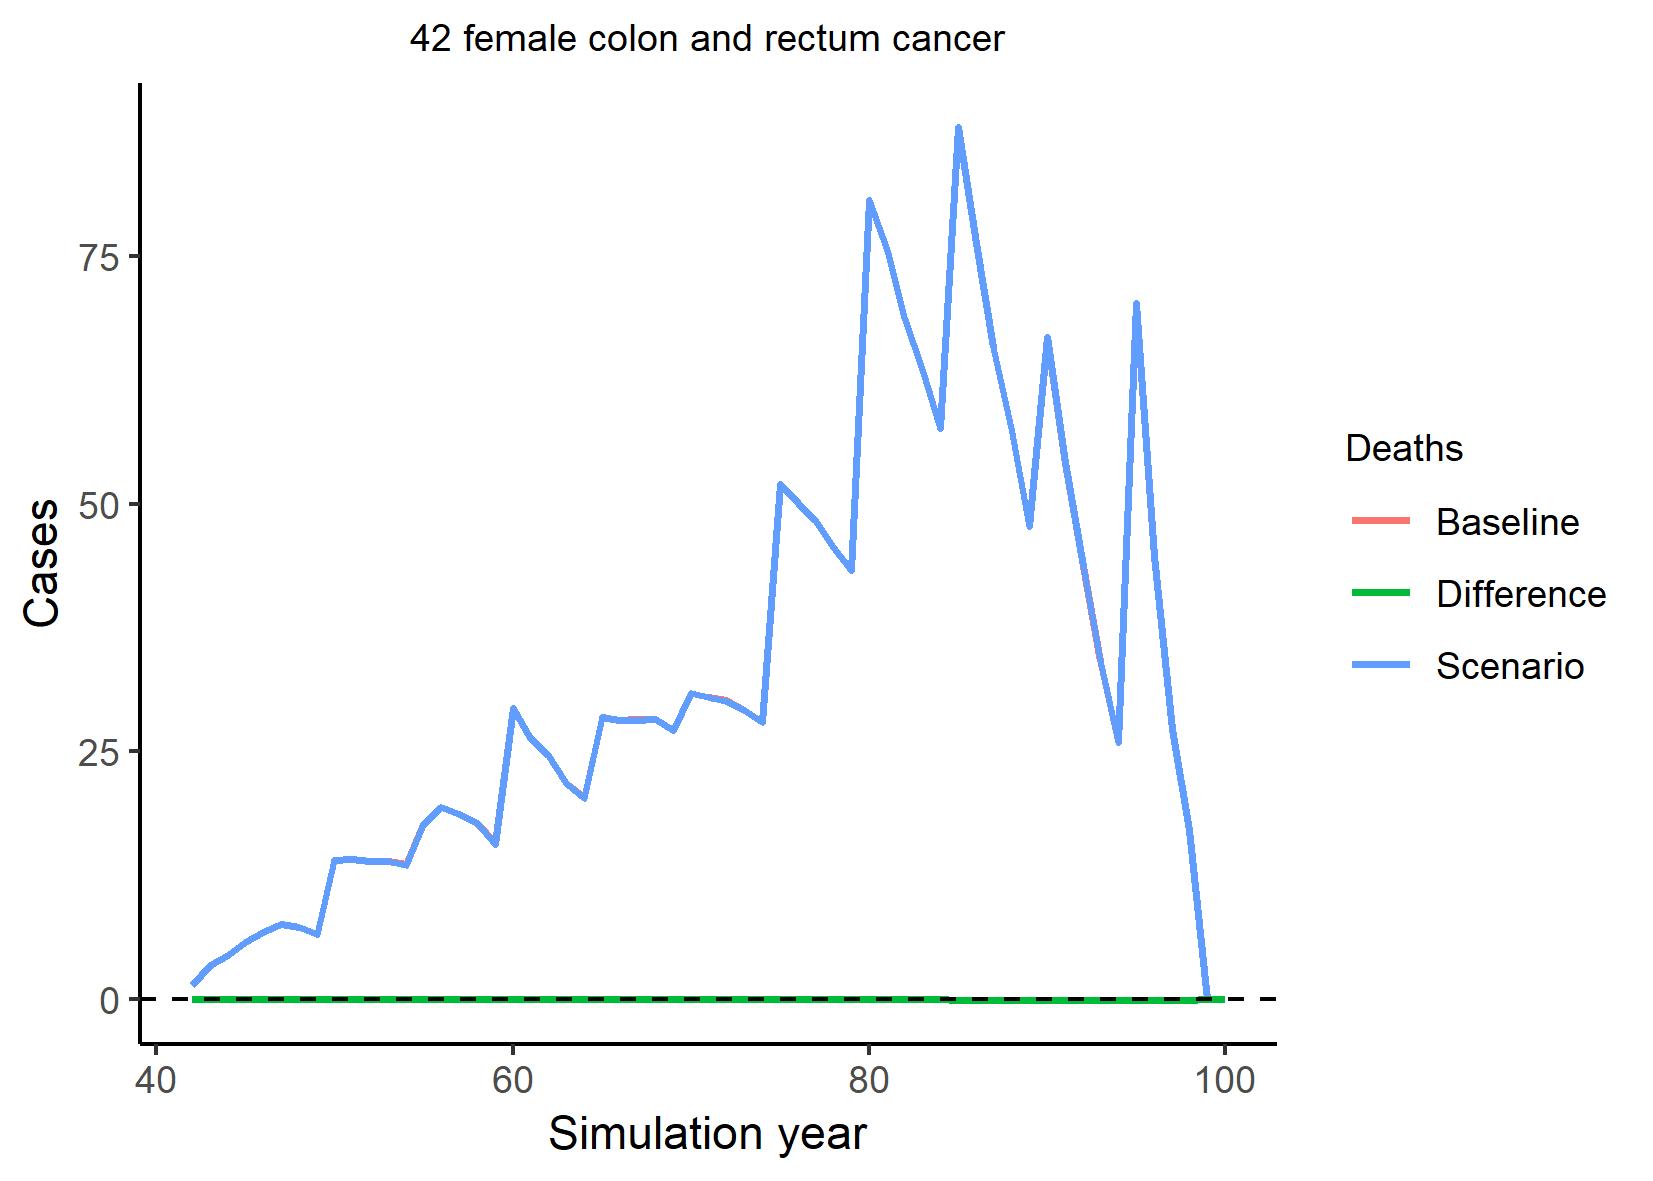 42 female colon and rectum cancer
Cases
75
50
25
0
40 60 80 100
Simulation year
Deaths
Baseline
Difference
Scenario